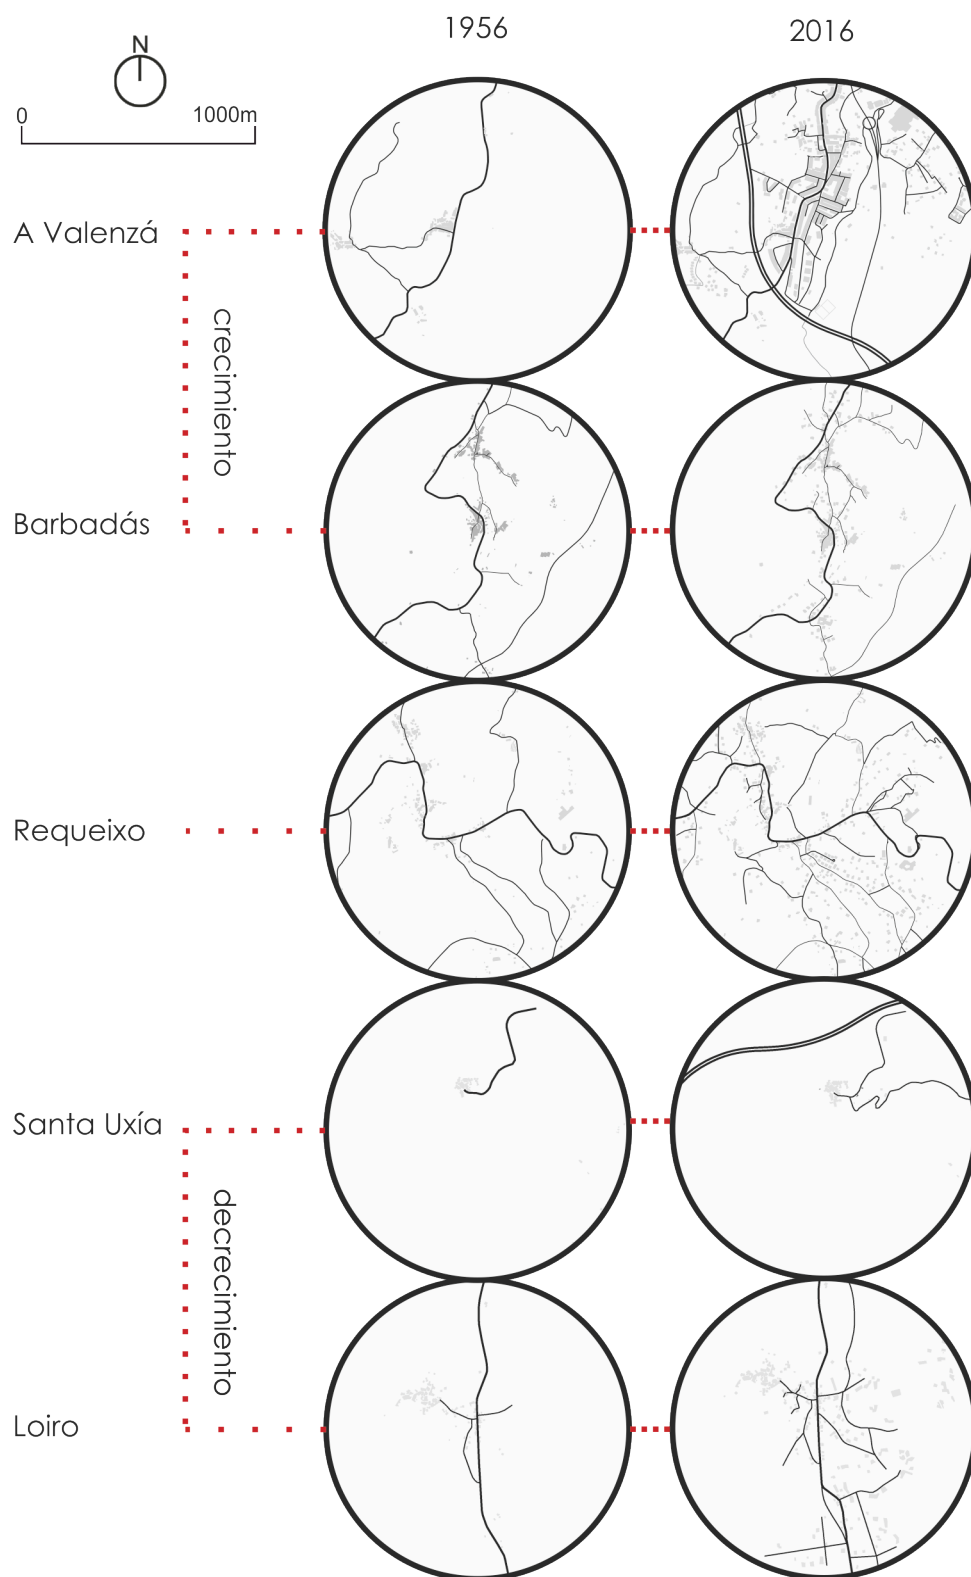 1956
2016
N
0
1000m
A Valenzá
crecimiento
Barbadás
Requeixo
Santa Uxía
decrecimiento
Loiro